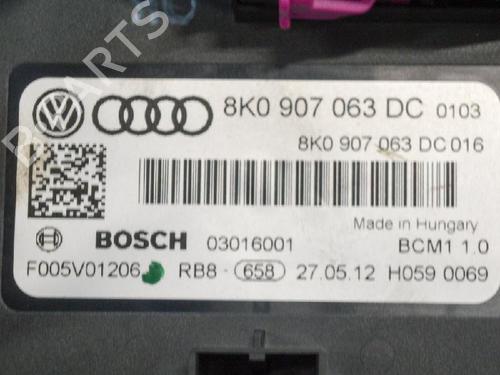 PARTS
8K0 907 063 DC 0103
8K0 907 063 DC 016
Made in Hungary
BOSCH 03016001 BCM1 1.0
F005V01206 RB8 - 658 27.05.12 H059 0069